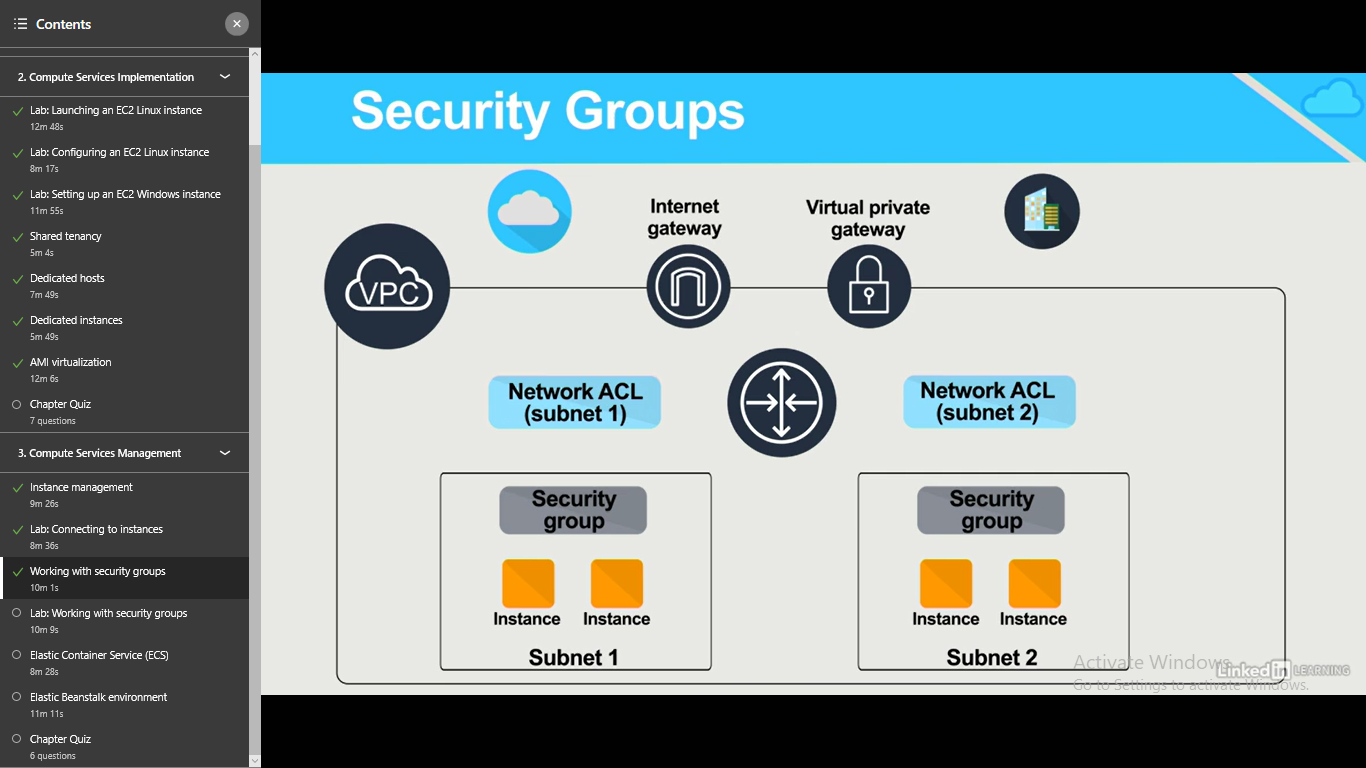 Contents
2. Compute Services Implementation
Lab: Launching an EC2 Linux instance
12m 48s
Lab: Configuring an EC2 Linux instance
8m 17s
Lab: Setting up an EC2 Windows instance
11m 55s
Shared tenancy
5m 4s
Dedicated hosts
7m 49s
Dedicated instances
5m 49s
AMI virtualization
12m 6s
Chapter Quiz
7 questions
3. Compute Services Management
Instance management
9m 26s
Lab: Connecting to instances
8m 36s
Working with security groups
10m 1s
Lab: Working with security groups
10m 9s
Elastic Container Service (ECS)
8m 28s
Elastic Beanstalk environment
11m 11s
Chapter Quiz
6 questions
Security Groups
Internet
gateway
Virtual private
gateway
VPC
Network ACL
(subnet 1)
Network ACL
(subnet 2)
Security
group
Instance
Instance
Subnet 1
Security
group
Instance
Instance
Subnet 2
Activate Windows
Go to Settings to activate Windows.
LinkedIn LEARNING